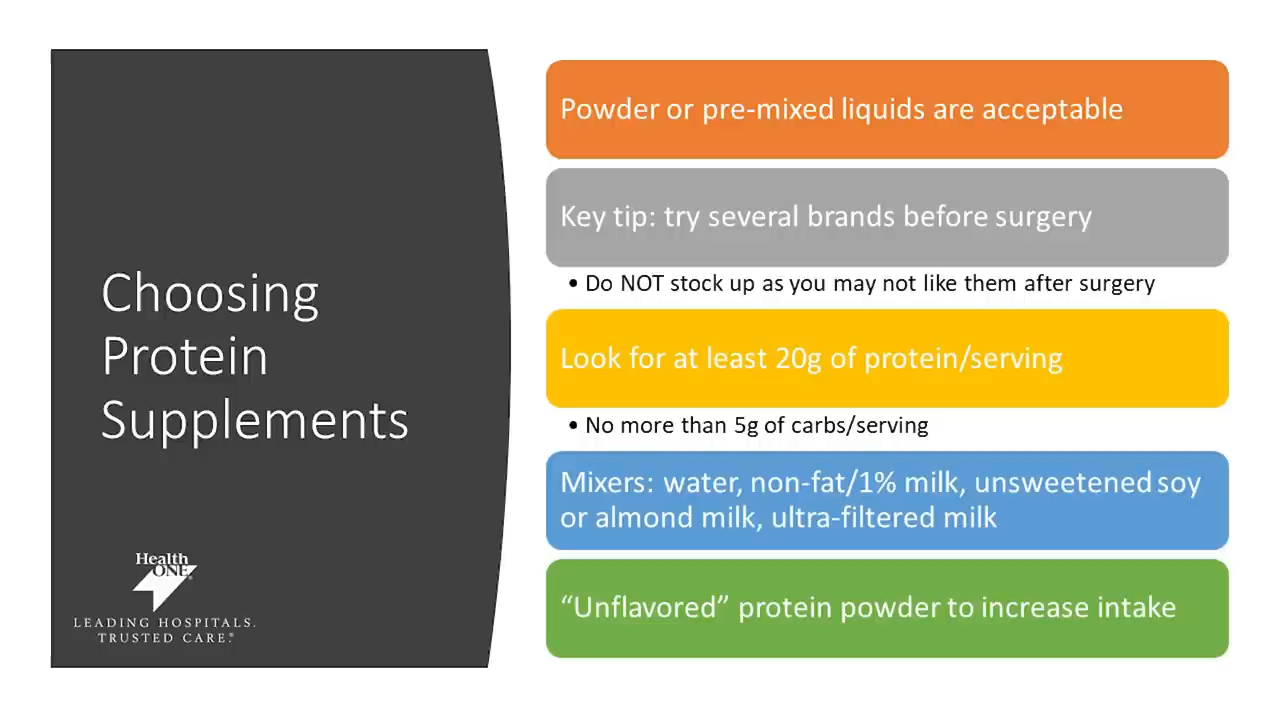 Choosing
Protein
Supplements
Health
ONE®
LEADING HOSPITALS.
TRUSTED CARE.®
Powder or pre-mixed liquids are acceptable
Key tip: try several brands before surgery
• Do NOT stock up as you may not like them after surgery
Look for at least 20g of protein/serving
• No more than 5g of carbs/serving
Mixers: water, non-fat/1% milk, unsweetened soy
or almond milk, ultra-filtered milk
“Unflavored” protein powder to increase intake